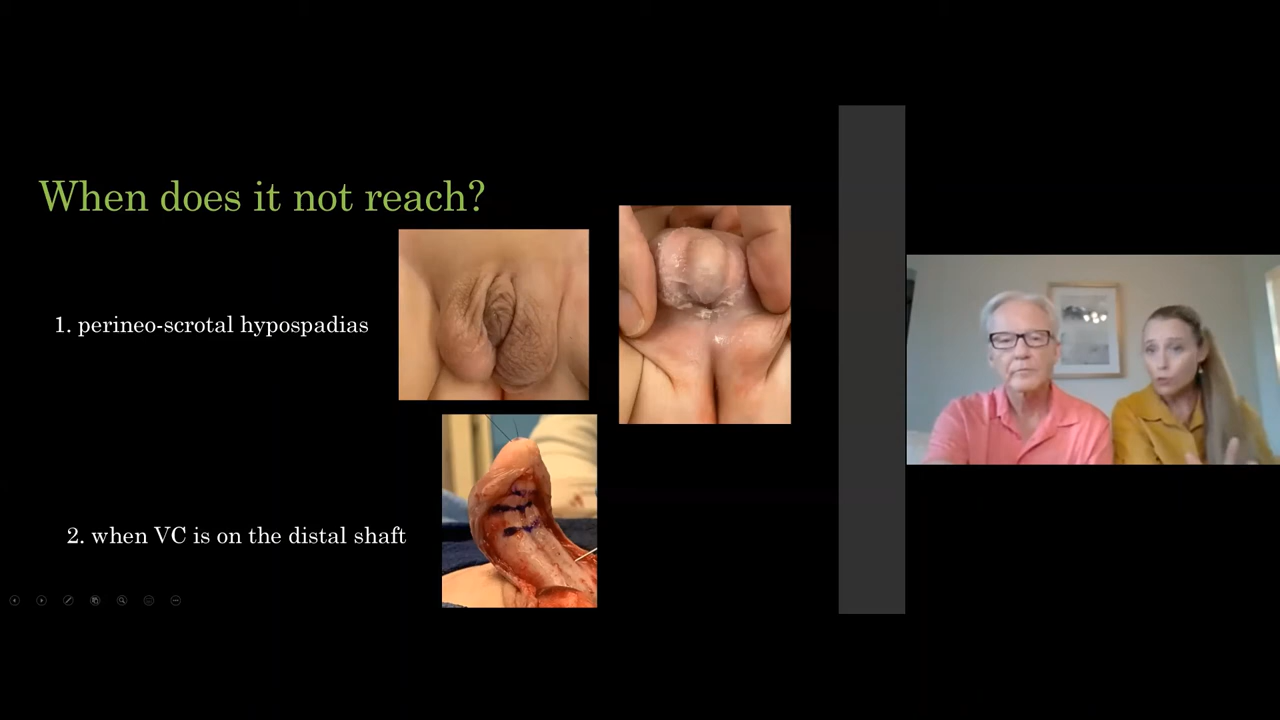 When does it not reach?
1. perineo-scrotal hypospadias
2. when VC is on the distal shaft